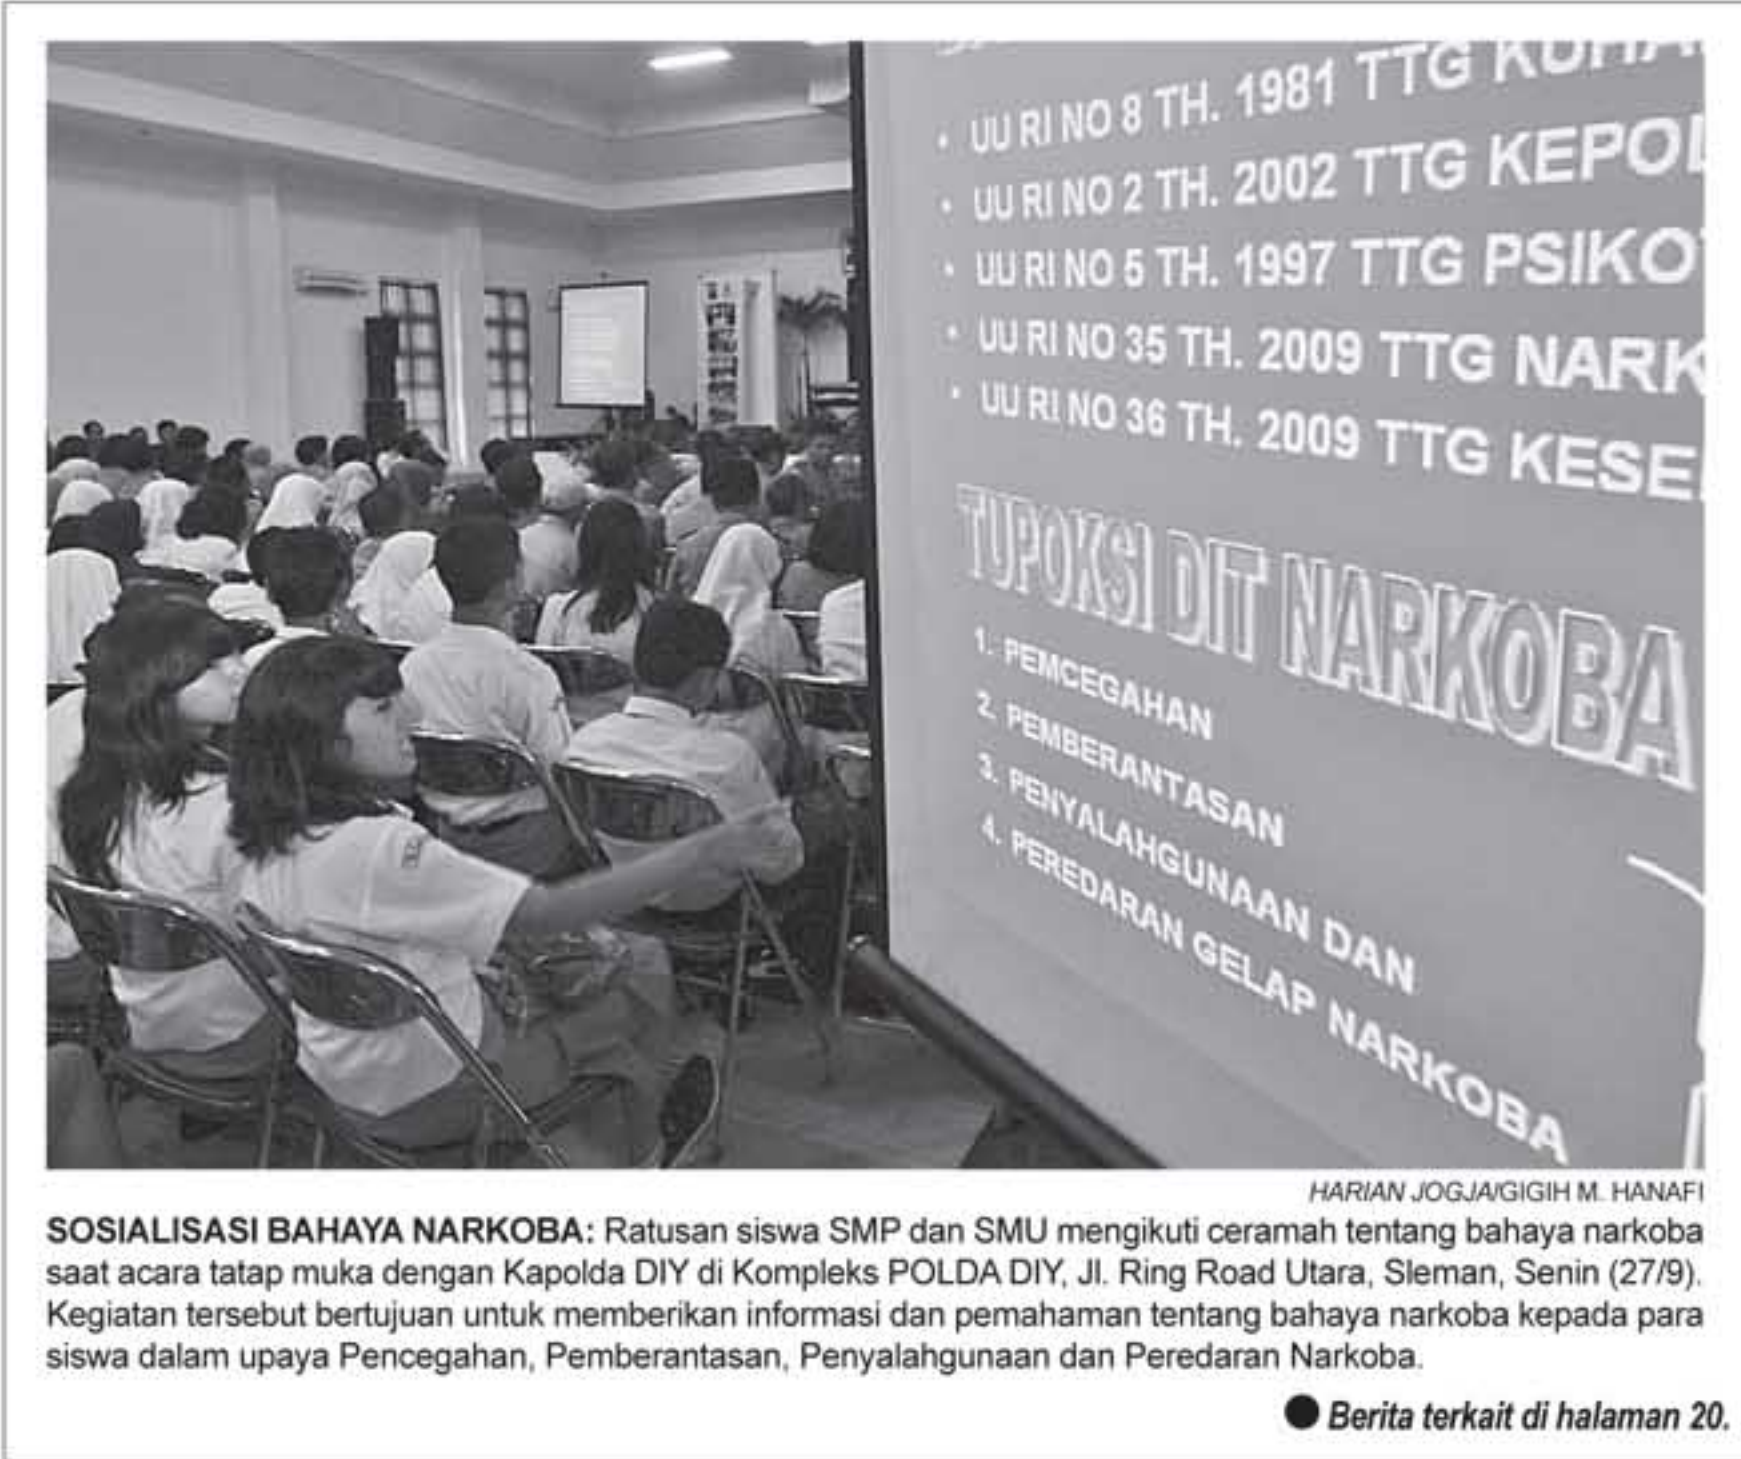 • UU RI NO 8 TH. 1981 TTG KUHA
• UU RI NO 2 TH. 2002 TTG KEPOL
• UU RI NO 5 TH. 1997 TTG PSIKO
• UU RI NO 35 TH. 2009 TTG NARK
• UU RI NO 36 TH. 2009 TTG KESE
TUPOKSI DIT NARKOBA
1. PEMCEGAHAN
2. PEMBERANTASAN
3. PENYALAHGUNAAN DAN
4. PEREDARAN GELAP NARKOBA
HARIAN JOGJA/GIGIH M. HANAFI
SOSIALISASI BAHAYA NARKOBA: Ratusan siswa SMP dan SMU mengikuti ceramah tentang bahaya narkoba
saat acara tatap muka dengan Kapolda DIY di Kompleks POLDA DIY, Jl. Ring Road Utara, Sleman, Senin (27/9).
Kegiatan tersebut bertujuan untuk memberikan informasi dan pemahaman tentang bahaya narkoba kepada para
siswa dalam upaya Pencegahan, Pemberantasan, Penyalahgunaan dan Peredaran Narkoba.
● Berita terkait di halaman 20.